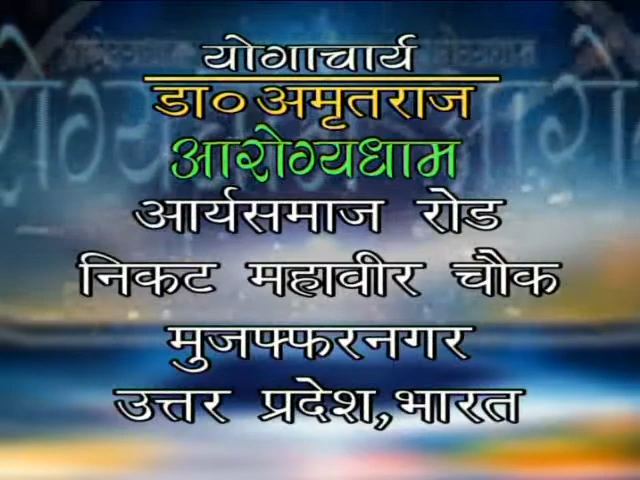 योगाचार्य
डा० अमृतराज
आरोग्यधाम
आर्यसमाज रोड
निकट महावीर चौक
मुजफ्फरनगर
उत्तर प्रदेश,भारत